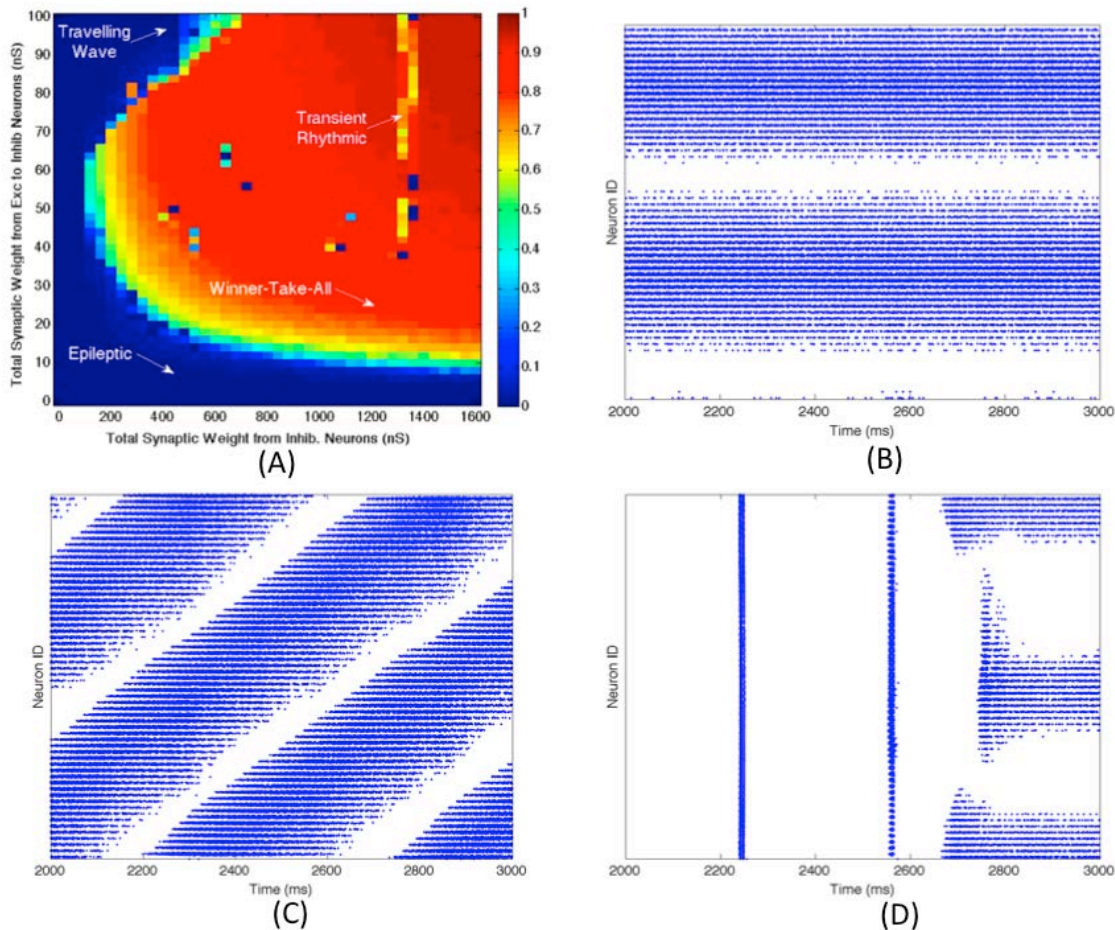 100
90
80
70
60
50
40
30
20
10
0
Total Synaptic Weight from Exc to Inhib Neurons (nS)
Travelling
Wave
Transient
Rhythmic
Winner-Take-All
Epileptic
0 200 400 600 800 1000 1200 1400 1600
Total Synaptic Weight from Inhib. Neurons (nS)
1
0.9
0.8
0.7
0.6
0.5
0.4
0.3
0.2
0.1
0
(A)
Neuron ID
2000 2200 2400 2600 2800 3000
Time (ms)
(B)
Neuron ID
2000 2200 2400 2600 2800 3000
Time (ms)
(C)
Neuron ID
2000 2200 2400 2600 2800 3000
Time (ms)
(D)